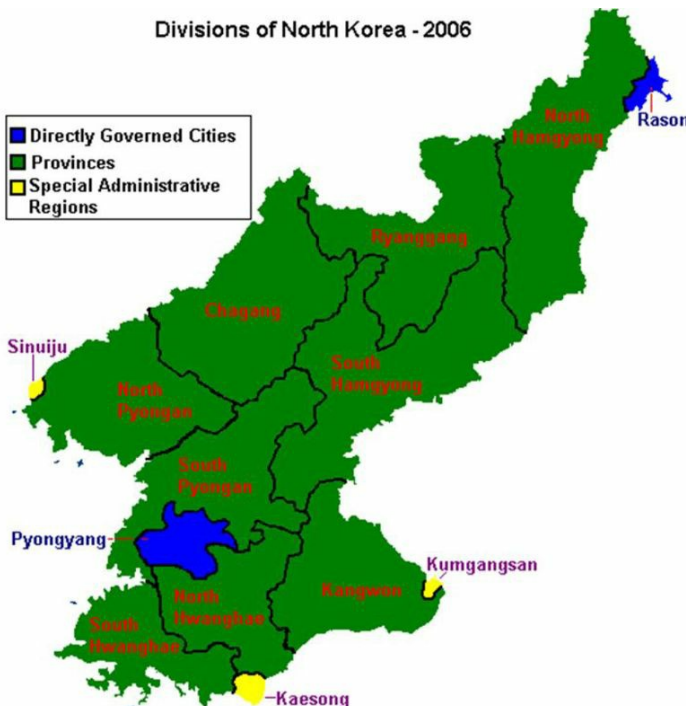 Divisions of North Korea - 2006
Directly Governed Cities
Provinces
Special Administrative
Regions
North
Hamgyong
Rason
Ryanggang
Chagang
Sinuiju
South
Hamgyong
North
Pyongan
South
Pyongan
Pyongyang
Kumgangsan
Kangwon
North
Hwanghae
South
Hwanghae
Kaesong